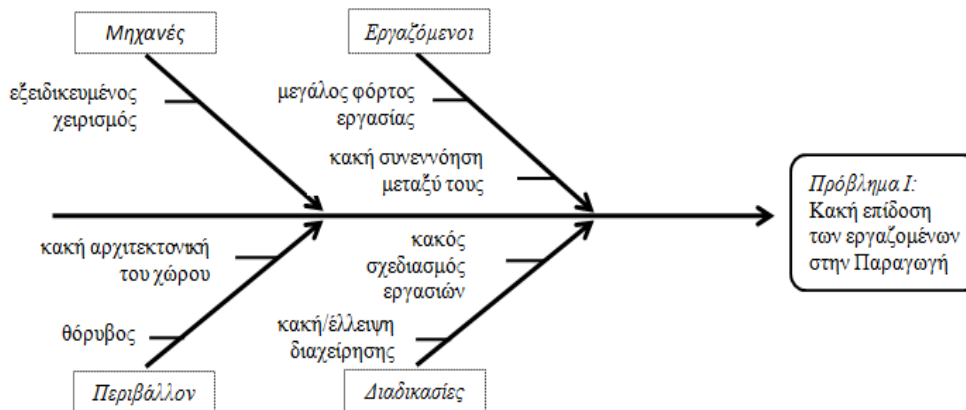 Μηχανές
Εργαζόμενοι
εξειδικευμένος
χειρισμός
μεγάλος φόρτος
εργασίας
κακή συνεννόηση
μεταξύ τους
Πρόβλημα Ι:
Κακή επίδοση
των εργαζομένων
στην Παραγωγή
κακή αρχιτεκτονική
του χώρου
θόρυβος
κακός
σχεδιασμός
εργασιών
κακή/έλλειψη
διαχείρησης
Περιβάλλον
Διαδικασίες